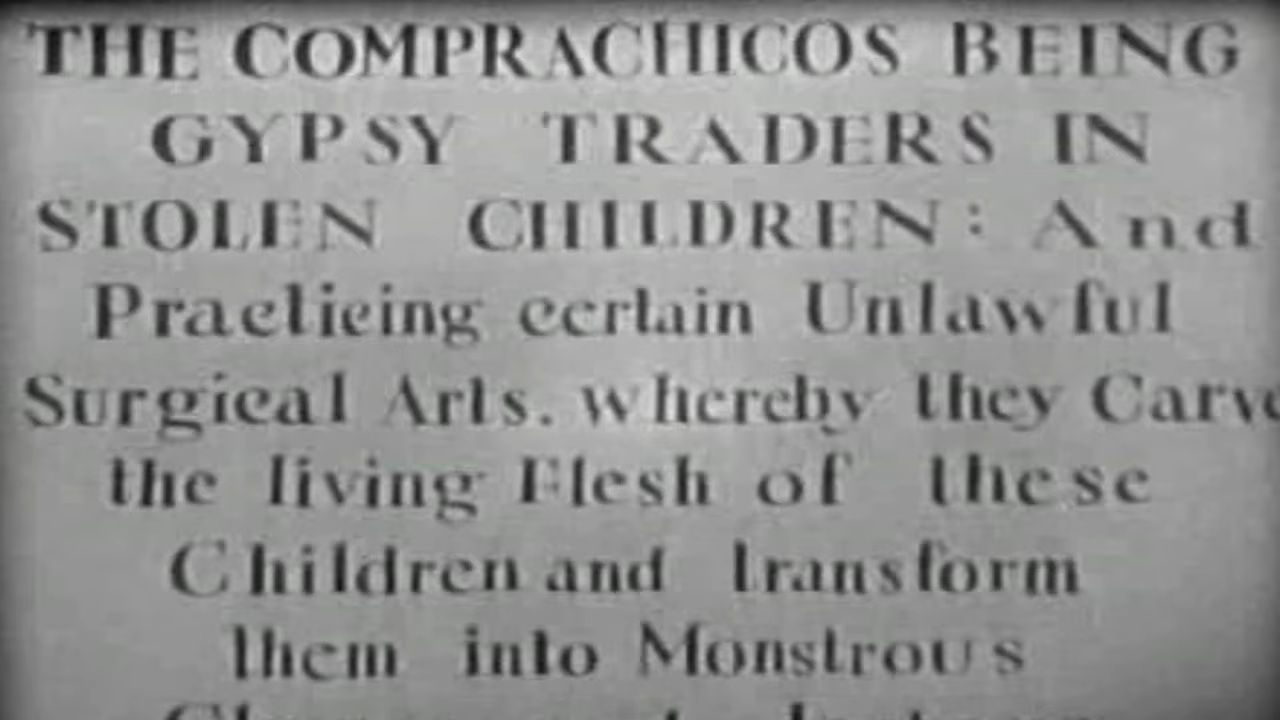 THE COMPRACHICOS BEING
GYPSY TRADERS IN
STOLEN CHILDREN: And
Practicing certain Unlawful
Surgical Arts. whereby they Carve
the living Flesh of these
Children and transform
them into Monstrous